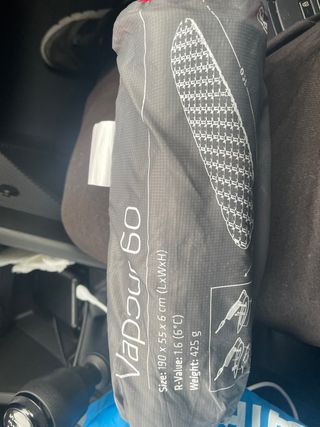 Vapour 60
Size: 190 x 55 x 6 cm (LxWxH)
R-Value: 1.6 (6°C)
Weight: 425 g